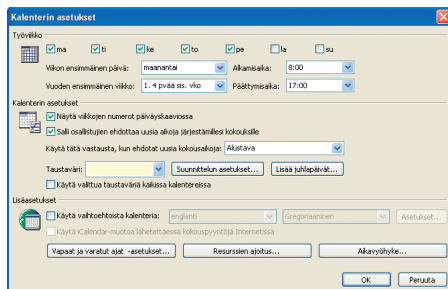 Kalenterin asetukset
Työviikko
ma ti ke to pe la su
Viikon ensimmäinen päivä: maanantai Alkamisaika: 8:00
Vuoden ensimmäinen viikko: 1. 4 pvää sis. vko Päättymisaika: 17:00
Kalenterin asetukset
Näytä viikkojen numerot päiväyskaaviossa
Salli osallistujien ehdottaa uusia aikoja järjestämillesi kokouksille
Käytä tätä vastausta, kun ehdotat uusia kokousaikoja: Alustava
Taustaväri: Suunnittelun asetukset... Lisää juhlapäivät...
Käytä valittua taustaväriä kaikissa kalentereissa
Lisäasetukset
Käytä vaihtoehtoista kalenteria: englanti Gregoriaaninen Asetukset...
Käytä iCalendar-muotoa lähetettäessä kokouspyyntöjä Internetissä
Vapaat ja varatut ajat -asetukset... Resurssien ajoitus... Aikavyöhyke...
OK Peruuta